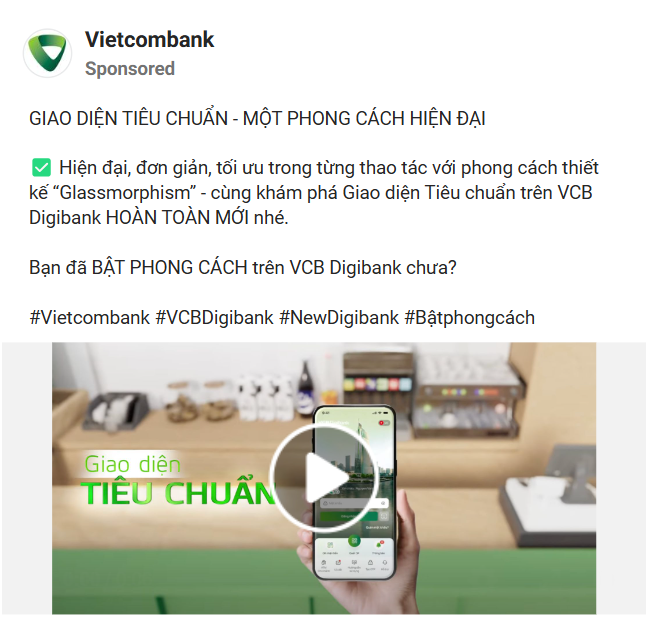 Vietcombank
Sponsored
GIAO DIỆN TIÊU CHUẨN - MỘT PHONG CÁCH HIỆN ĐẠI
✅ Hiện đại, đơn giản, tối ưu trong từng thao tác với phong cách thiết
kế “Glassmorphism” - cùng khám phá Giao diện Tiêu chuẩn trên VCB
Digibank HOÀN TOÀN MỚI nhé.
Bạn đã BẬT PHONG CÁCH trên VCB Digibank chưa?
#Vietcombank #VCBDigibank #NewDigibank #Bậtphongcách
Giao diện
TIÊU CHUẨN